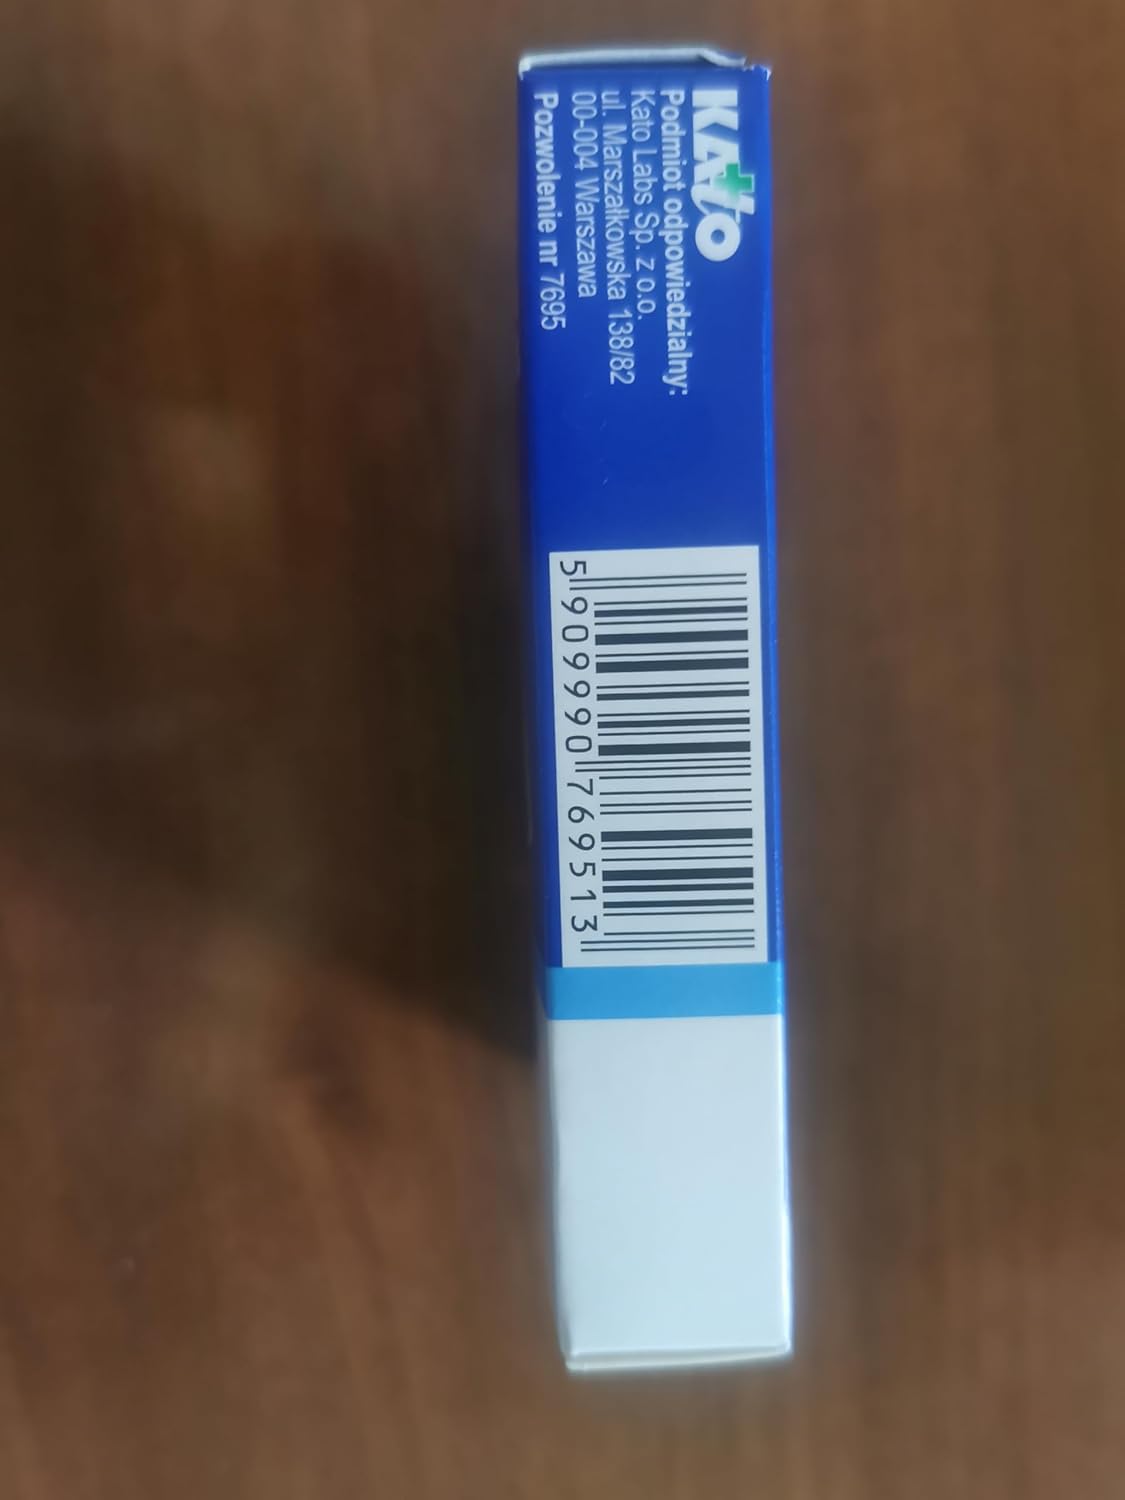 KAto
Podmiot odpowiedzialny:
Kato Labs Sp. z o.o.
ul. Marszałkowska 138/82
00-004 Warszawa
Pozwolenie nr 7695
5 909990 769513